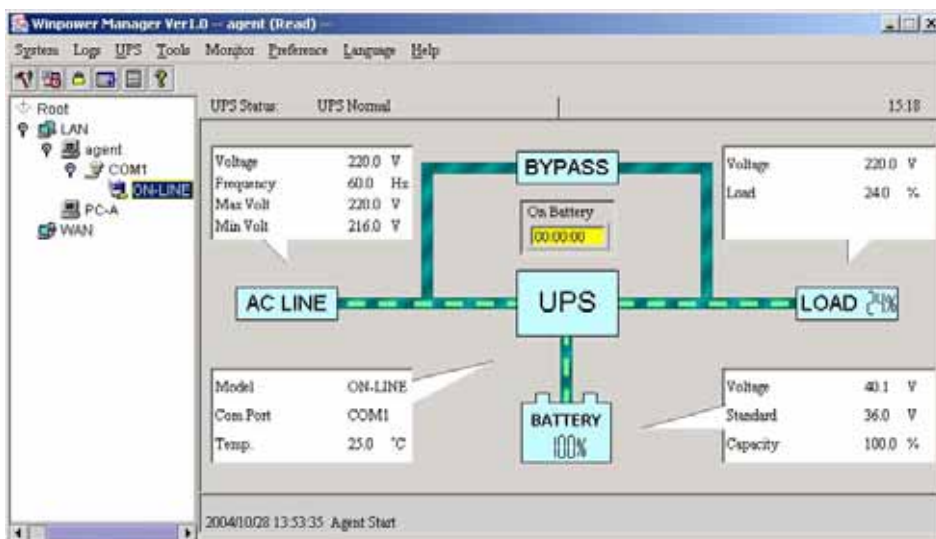 Winpower Manager Ver1.0 -- agent (Read) --
System Logs UPS Tools Monitor Preference Language Help
Root
LAN
agent
COM1
ON-LINE
PC-A
WAN
UPS Status: UPS Normal 15:18
Voltage 220.0 V
Frequency 60.0 Hz
Max Volt 220.0 V
Min Volt 216.0 V
BYPASS
On Battery
00:00:00
Voltage 220.0 V
Load 24.0 %
AC LINE
UPS
LOAD 24%
Model ON-LINE
Com Port COM1
Temp. 25.0 °C
BATTERY
100%
Voltage 40.1 V
Standard 36.0 V
Capacity 100.0 %
2004/10/28 13:53:35 Agent Start